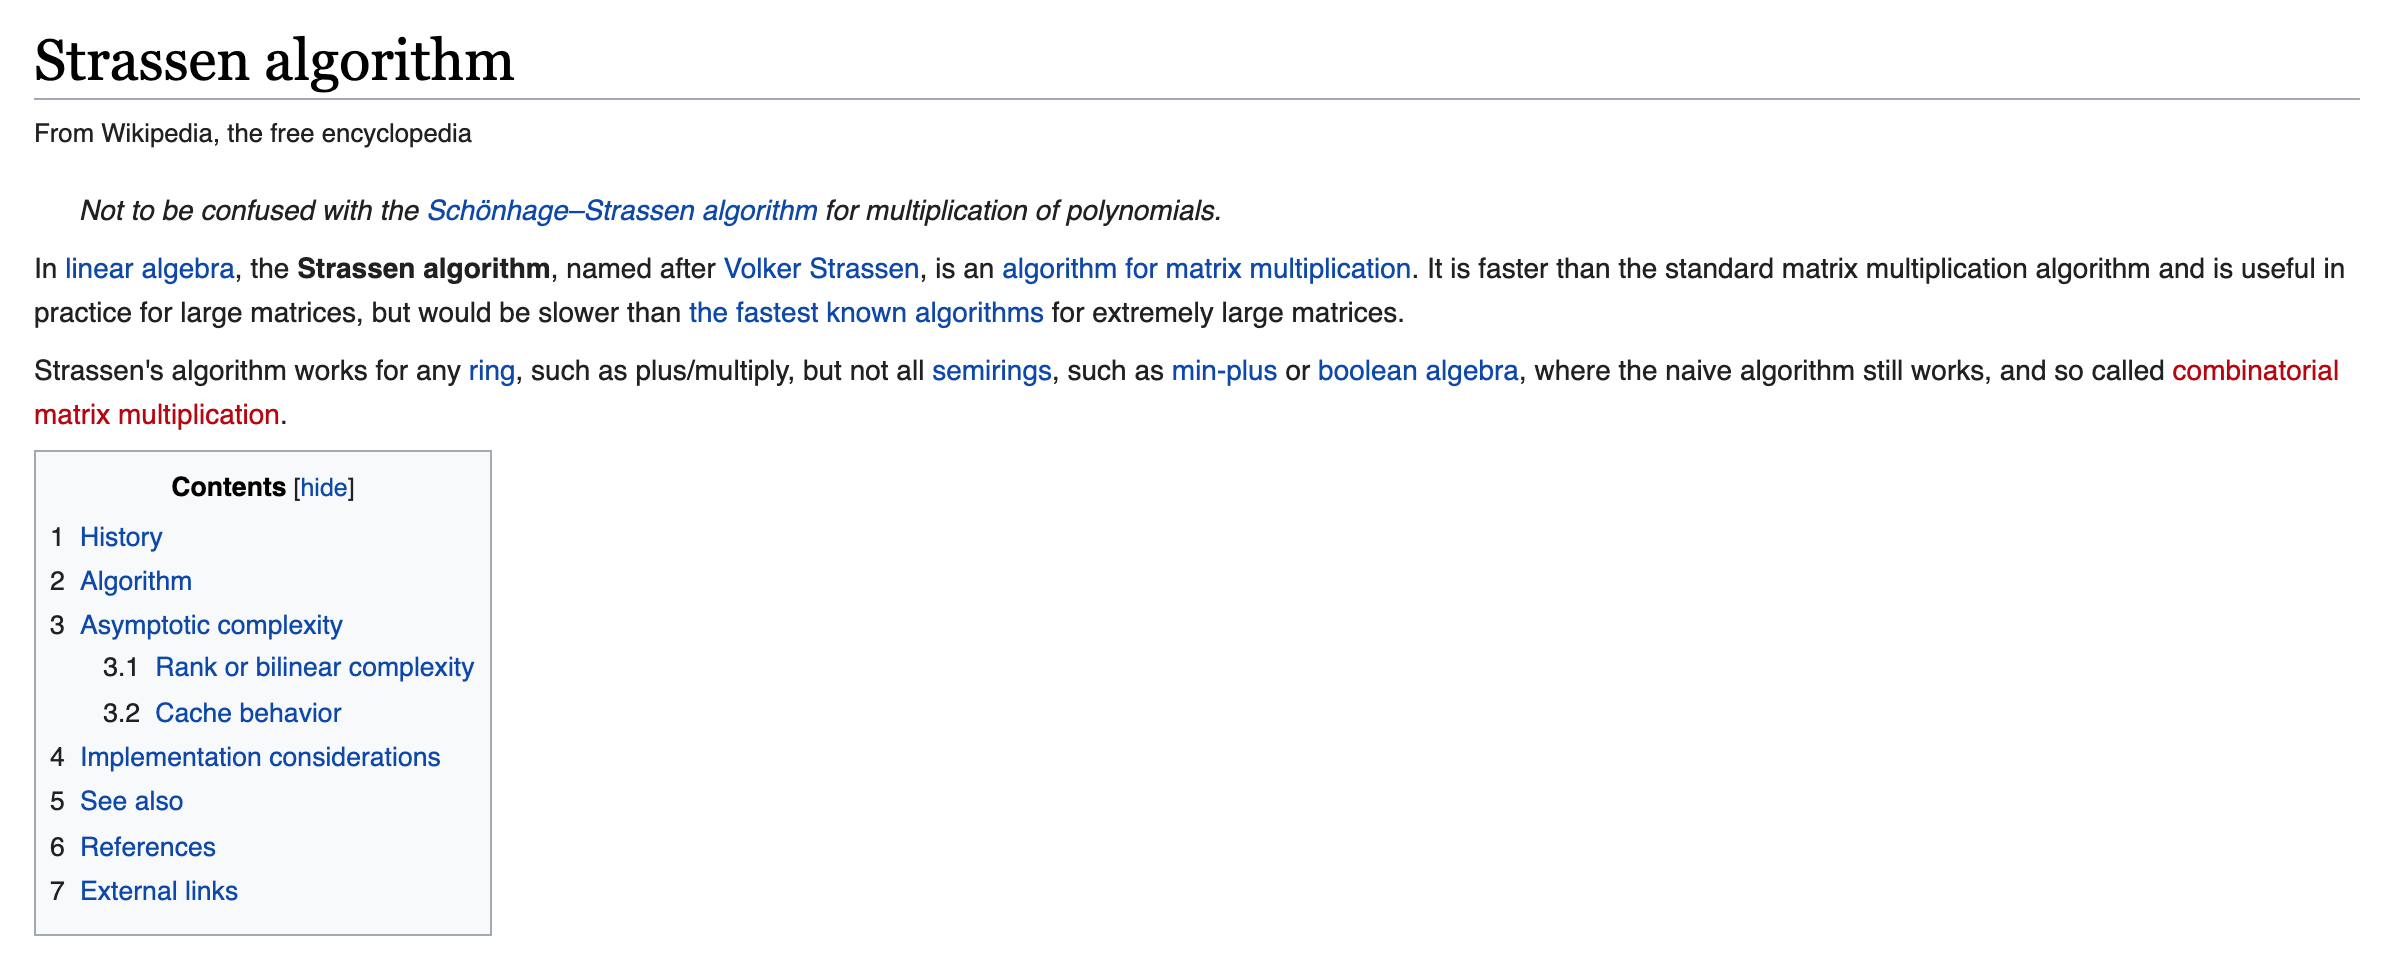 Strassen algorithm
From Wikipedia, the free encyclopedia
Not to be confused with the Schönhage–Strassen algorithm for multiplication of polynomials.
In linear algebra, the Strassen algorithm, named after Volker Strassen, is an algorithm for matrix multiplication. It is faster than the standard matrix multiplication algorithm and is useful in
practice for large matrices, but would be slower than the fastest known algorithms for extremely large matrices.
Strassen's algorithm works for any ring, such as plus/multiply, but not all semirings, such as min-plus or boolean algebra, where the naive algorithm still works, and so called combinatorial
matrix multiplication.
Contents [hide]
1 History
2 Algorithm
3 Asymptotic complexity
3.1 Rank or bilinear complexity
3.2 Cache behavior
4 Implementation considerations
5 See also
6 References
7 External links